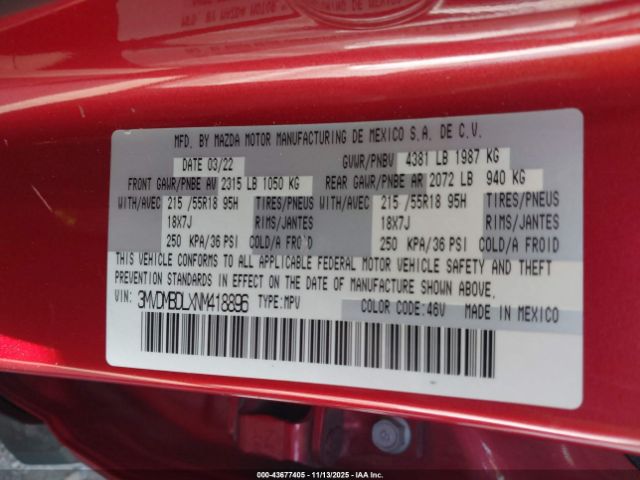 MFD. BY MAZDA MOTOR MANUFACTURING DE MEXICO S.A. DE C.V.
DATE 03/22 GVWR/PNBV 4381 LB 1987 KG
FRONT GAWR/PNBE AV 2315 LB 1050 KG REAR GAWR/PNBE AR 2072 LB 940 KG
WITH/AVEC 215 /55R18 95H TIRES/PNEUS WITH/AVEC 215 /55R18 95H TIRES/PNEUS
18X7J RIMS/JANTES 18X7J RIMS/JANTES
250 KPA/36 PSI COLD/A FROID 250 KPA/36 PSI COLD/A FROID
THIS VEHICLE CONFORMS TO ALL APPLICABLE FEDERAL MOTOR VEHICLE SAFETY AND THEFT
PREVENTION STANDARDS IN EFFECT ON THE DATE OF MANUFACTURE SHOWN ABOVE.
VIN: 3MVDMBDLXNM418896 TYPE:MPV COLOR CODE:46V MADE IN MEXICO
000-43677405 - 11/13/2025 - IAA Inc.